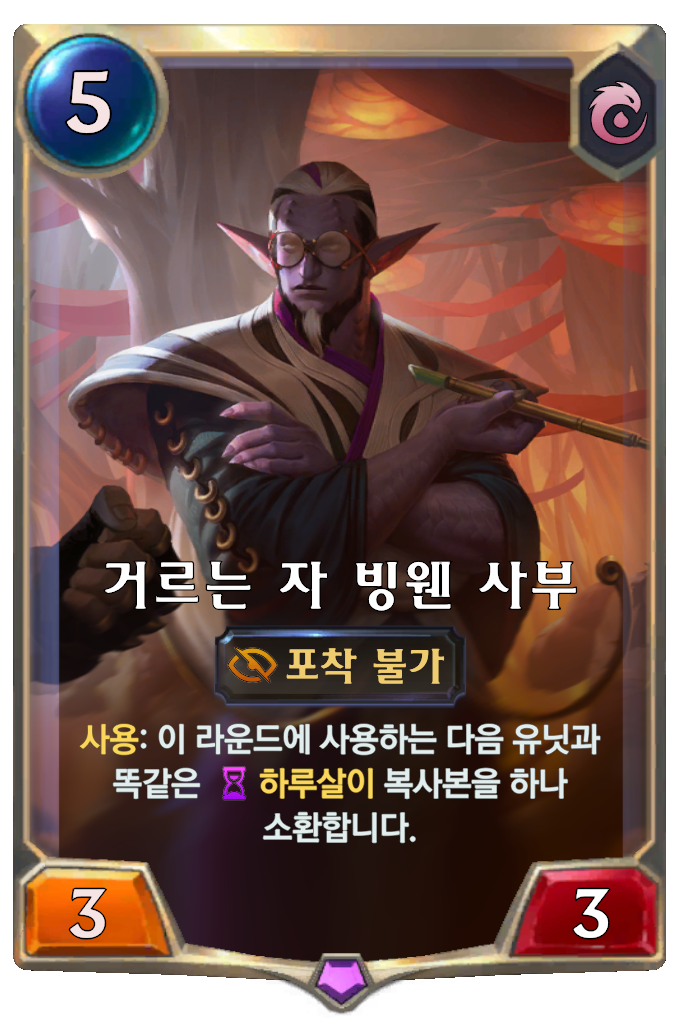 5
거르는 자 빙웬 사부
포착 불가
사용: 이 라운드에 사용하는 다음 유닛과
똑같은 하루살이 복사본을 하나
소환합니다.
3
3